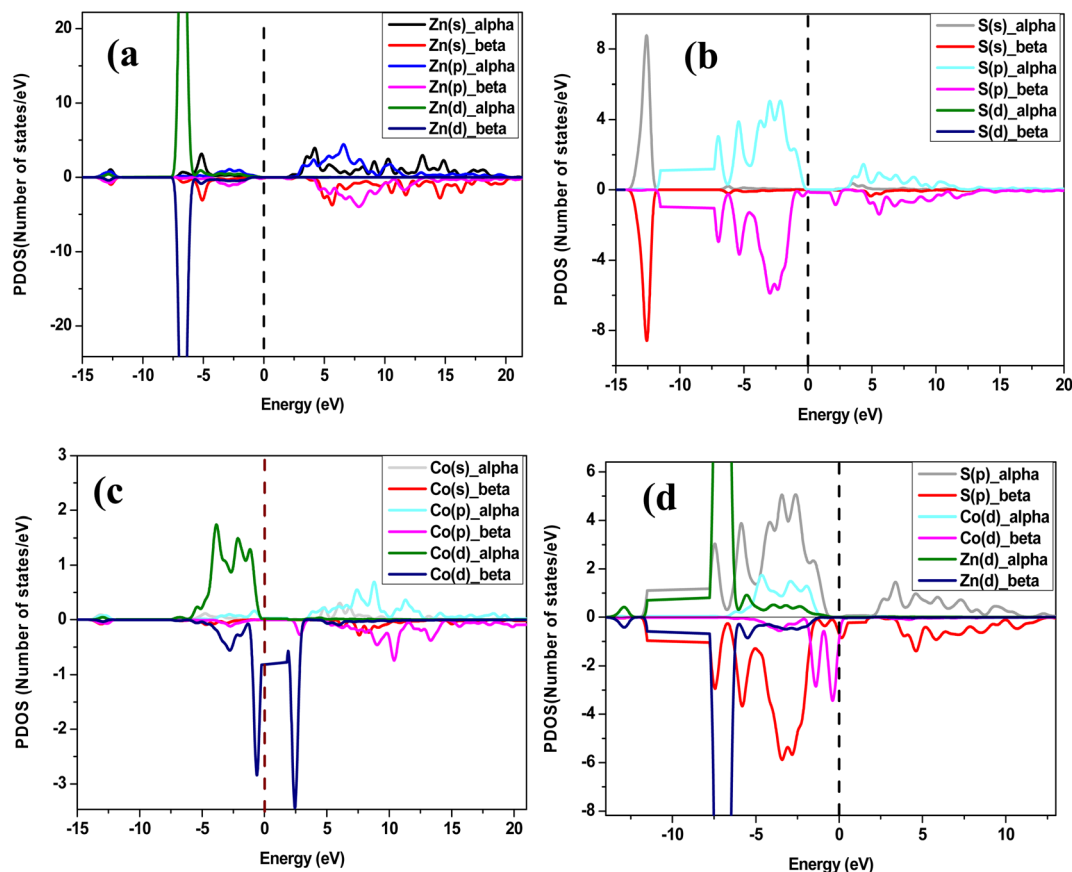 (a
Zn(s)_alpha
Zn(s)_beta
Zn(p)_alpha
Zn(p)_beta
Zn(d)_alpha
Zn(d)_beta
PDOS(Number of states/eV)
20
10
0
-10
-20
-15 -10 -5 0 5 10 15 20
Energy (eV)
(b
S(s)_alpha
S(s)_beta
S(p)_alpha
S(p)_beta
S(d)_alpha
S(d)_beta
PDOS (Number of states/eV)
8
4
0
-4
-8
-15 -10 -5 0 5 10 15 20
Energy (eV)
(c
Co(s)_alpha
Co(s)_beta
Co(p)_alpha
Co(p)_beta
Co(d)_alpha
Co(d)_beta
PDOS (Number of states/eV)
3
2
1
0
-1
-2
-3
-15 -10 -5 0 5 10 15 20
Energy (eV)
(d
S(p)_alpha
S(p)_beta
Co(d)_alpha
Co(d)_beta
Zn(d)_alpha
Zn(d)_beta
PDOS(Number of states/eV)
6
4
2
0
-2
-4
-6
-8
-10 -5 0 5 10
Energy (eV)